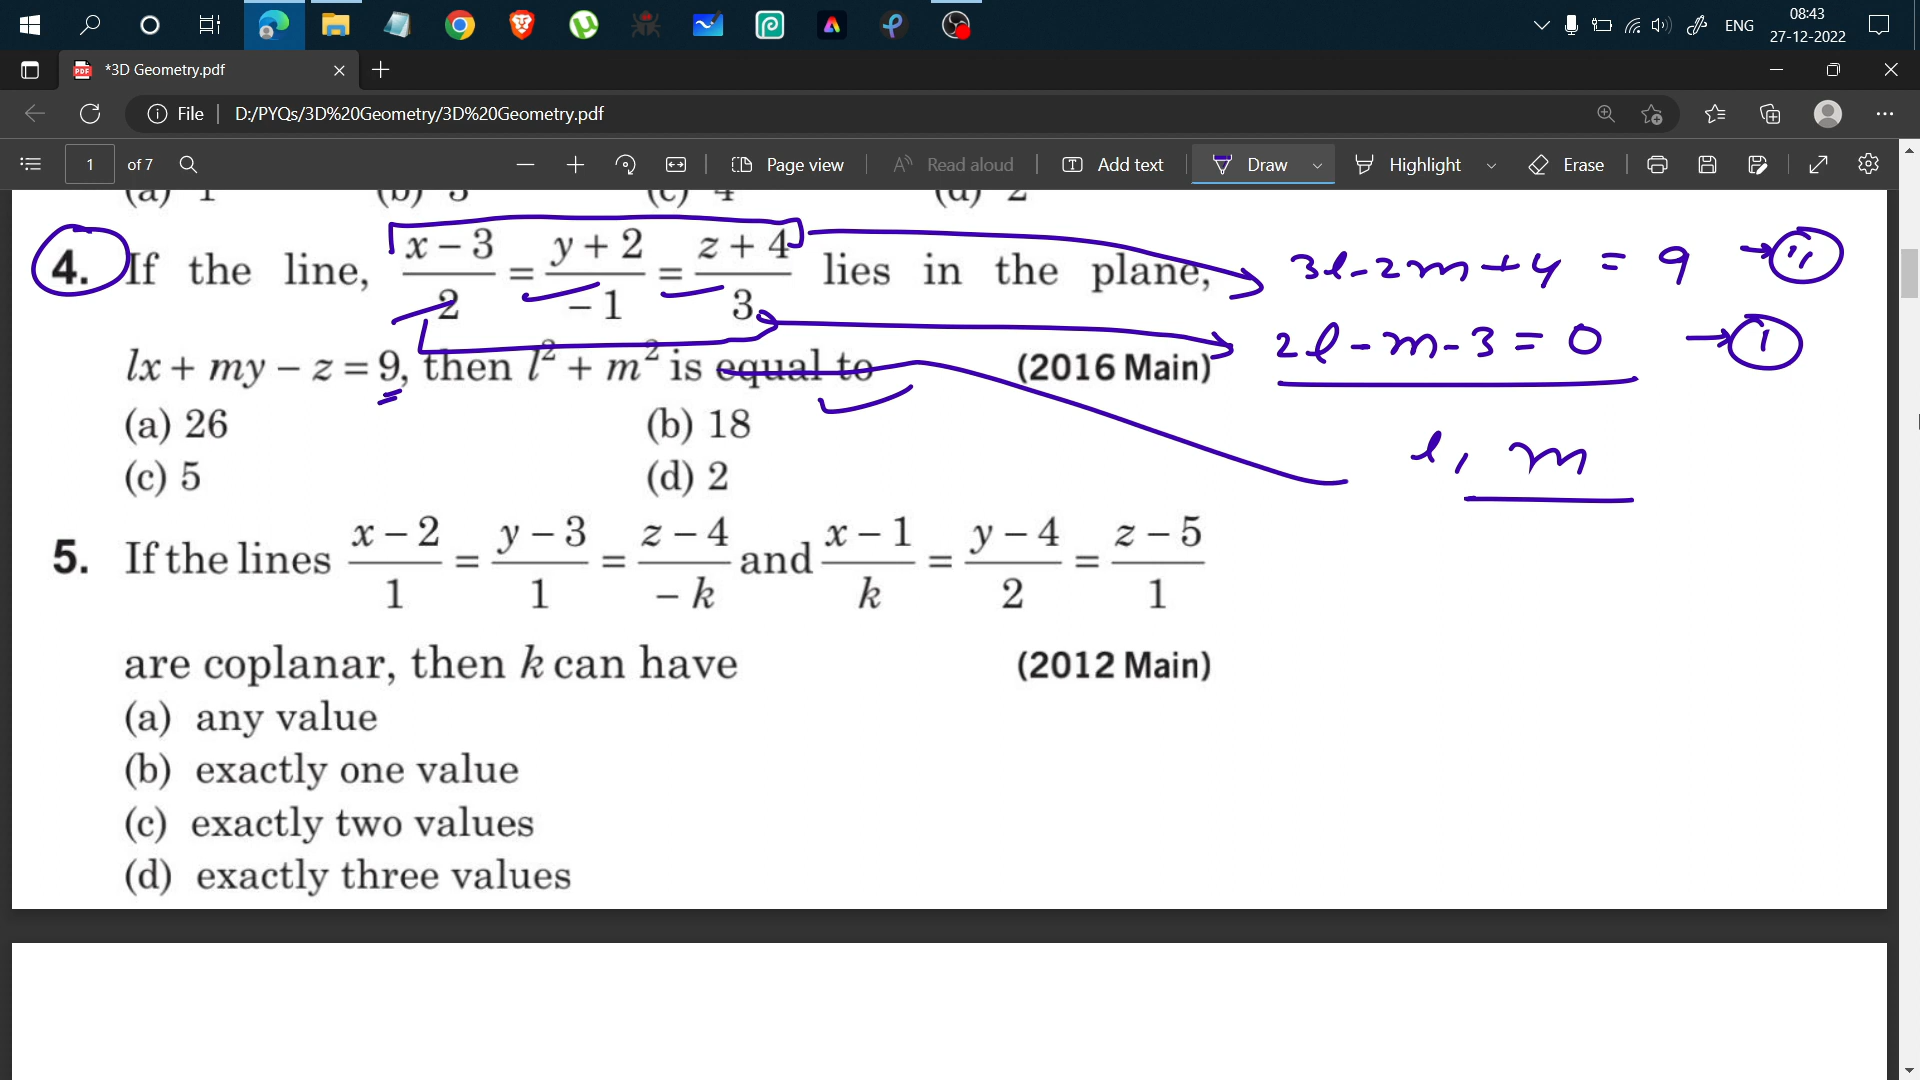 08:43
ENG
27-12-2022
*3D Geometry.pdf
File
D:/PYQs/3D%20Geometry/3D%20Geometry.pdf
1 of 7
Page view
Read aloud
Add text
Draw
Highlight
Erase
(a) 1 (b) 3 (c) 4 (d) 2
4. If the line, (x − 3)/2 = (y + 2)/−1 = (z + 4)/3 lies in the plane,
lx + my − z = 9, then l² + m² is equal to (2016 Main)
(a) 26 (b) 18
(c) 5 (d) 2
3l-2m+4 = 9 → ii
2l-m-3 = 0 → i
l, m
5. If the lines (x − 2)/1 = (y − 3)/1 = (z − 4)/−k and (x − 1)/k = (y − 4)/2 = (z − 5)/1
are coplanar, then k can have (2012 Main)
(a) any value
(b) exactly one value
(c) exactly two values
(d) exactly three values